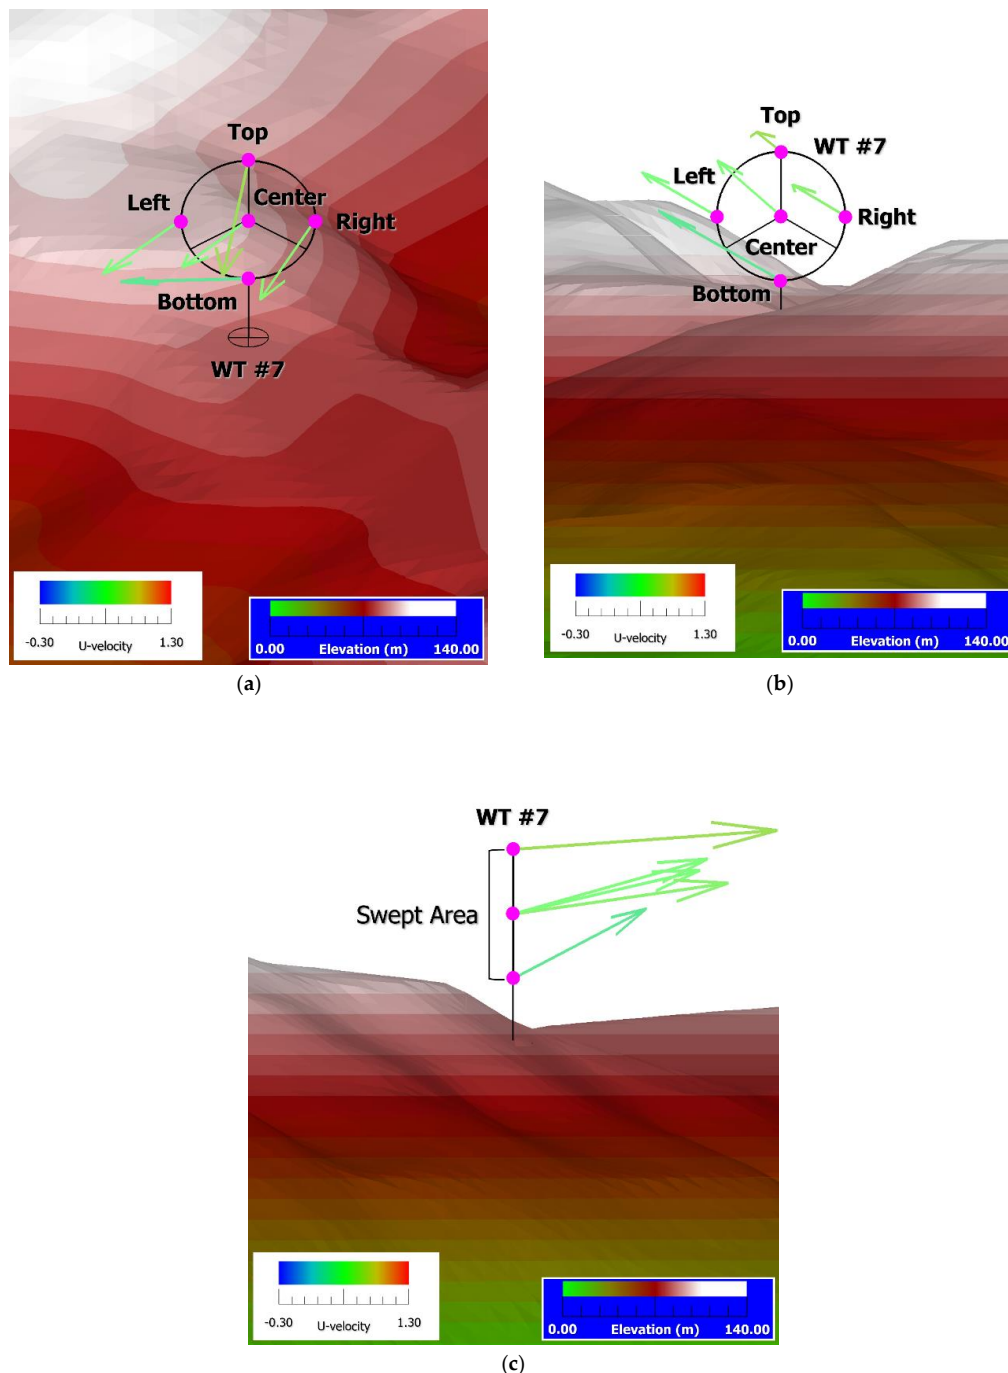 Top
Left
Center
Right
Bottom
WT #7
-0.30 U-velocity 1.30
0.00 Elevation (m) 140.00
(a)
Top
WT #7
Left
Right
Center
Bottom
-0.30 U-velocity 1.30
0.00 Elevation (m) 140.00
(b)
WT #7
Swept Area
-0.30 U-velocity 1.30
0.00 Elevation (m) 140.00
(c)